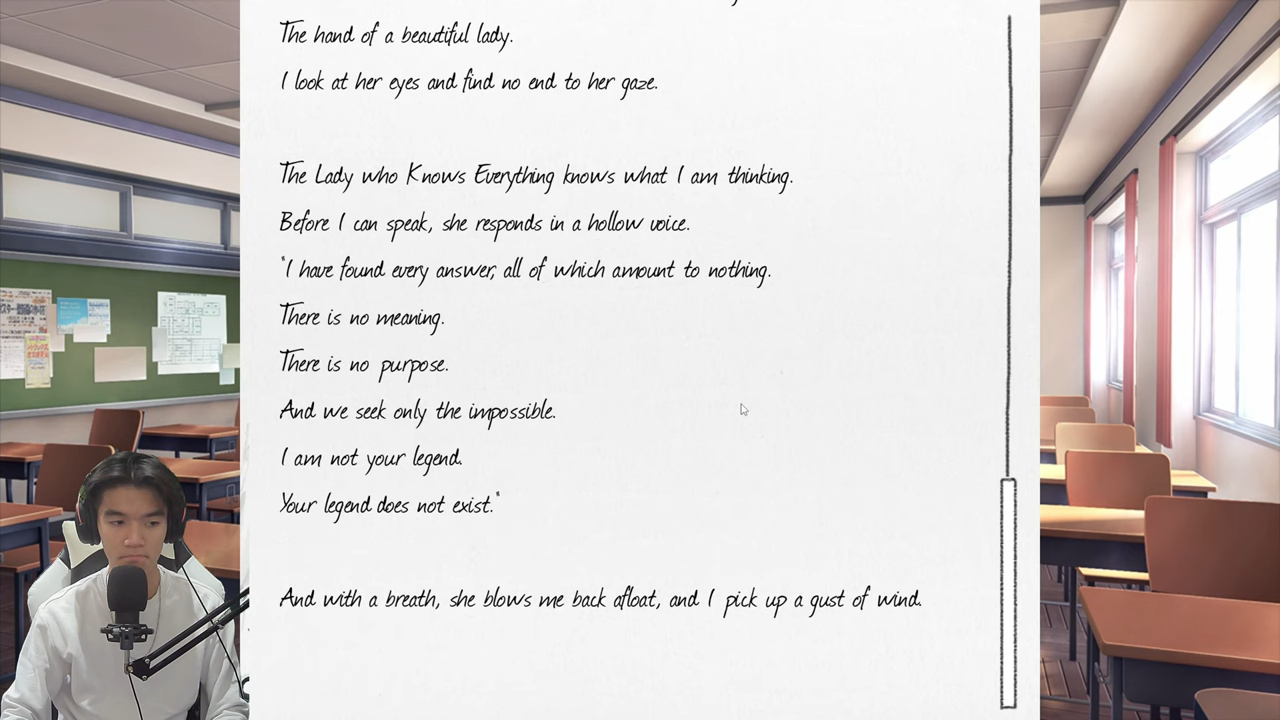 The hand of a beautiful lady.
I look at her eyes and find no end to her gaze.
The Lady who Knows Everything knows what I am thinking.
Before I can speak, she responds in a hollow voice.
"I have found every answer, all of which amount to nothing.
There is no meaning.
There is no purpose.
And we seek only the impossible.
I am not your legend.
Your legend does not exist."
And with a breath, she blows me back afloat, and I pick up a gust of wind.